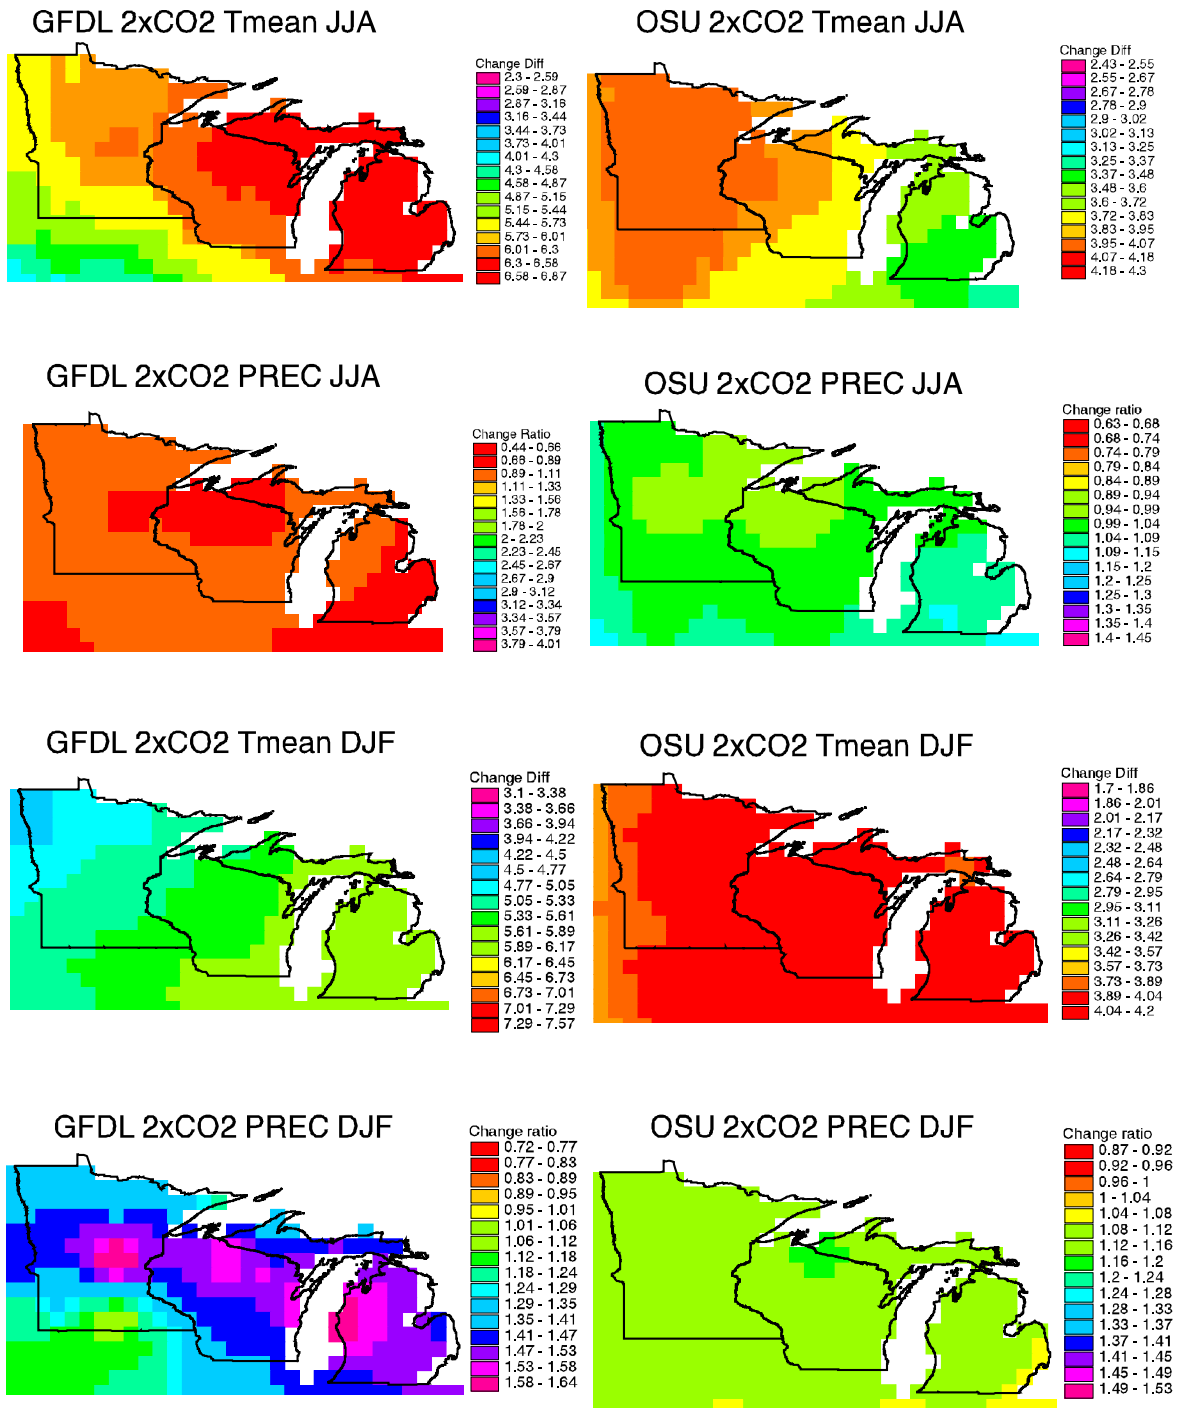 GFDL 2xCO2 Tmean JJA
Change Diff
2.3 - 2.59
2.59 - 2.87
2.87 - 3.16
3.16 - 3.44
3.44 - 3.73
3.73 - 4.01
4.01 - 4.3
4.3 - 4.58
4.58 - 4.87
4.87 - 5.15
5.15 - 5.44
5.44 - 5.73
5.73 - 6.01
6.01 - 6.3
6.3 - 6.58
6.58 - 6.87
OSU 2xCO2 Tmean JJA
Change Diff
2.43 - 2.55
2.55 - 2.67
2.67 - 2.78
2.78 - 2.9
2.9 - 3.02
3.02 - 3.13
3.13 - 3.25
3.25 - 3.37
3.37 - 3.48
3.48 - 3.6
3.6 - 3.72
3.72 - 3.83
3.83 - 3.95
3.95 - 4.07
4.07 - 4.18
4.18 - 4.3
GFDL 2xCO2 PREC JJA
Change Ratio
0.44 - 0.66
0.66 - 0.89
0.89 - 1.11
1.11 - 1.33
1.33 - 1.56
1.56 - 1.78
1.78 - 2
2 - 2.23
2.23 - 2.45
2.45 - 2.67
2.67 - 2.9
2.9 - 3.12
3.12 - 3.34
3.34 - 3.57
3.57 - 3.79
3.79 - 4.01
OSU 2xCO2 PREC JJA
Change ratio
0.63 - 0.68
0.68 - 0.74
0.74 - 0.79
0.79 - 0.84
0.84 - 0.89
0.89 - 0.94
0.94 - 0.99
0.99 - 1.04
1.04 - 1.09
1.09 - 1.15
1.15 - 1.2
1.2 - 1.25
1.25 - 1.3
1.3 - 1.35
1.35 - 1.4
1.4 - 1.45
GFDL 2xCO2 Tmean DJF
Change Diff
3.1 - 3.38
3.38 - 3.66
3.66 - 3.94
3.94 - 4.22
4.22 - 4.5
4.5 - 4.77
4.77 - 5.05
5.05 - 5.33
5.33 - 5.61
5.61 - 5.89
5.89 - 6.17
6.17 - 6.45
6.45 - 6.73
6.73 - 7.01
7.01 - 7.29
7.29 - 7.57
OSU 2xCO2 Tmean DJF
Change Diff
1.7 - 1.86
1.86 - 2.01
2.01 - 2.17
2.17 - 2.32
2.32 - 2.48
2.48 - 2.64
2.64 - 2.79
2.79 - 2.95
2.95 - 3.11
3.11 - 3.26
3.26 - 3.42
3.42 - 3.57
3.57 - 3.73
3.73 - 3.89
3.89 - 4.04
4.04 - 4.2
GFDL 2xCO2 PREC DJF
Change ratio
0.72 - 0.77
0.77 - 0.83
0.83 - 0.89
0.89 - 0.95
0.95 - 1.01
1.01 - 1.06
1.06 - 1.12
1.12 - 1.18
1.18 - 1.24
1.24 - 1.29
1.29 - 1.35
1.35 - 1.41
1.41 - 1.47
1.47 - 1.53
1.53 - 1.58
1.58 - 1.64
OSU 2xCO2 PREC DJF
Change ratio
0.87 - 0.92
0.92 - 0.96
0.96 - 1
1 - 1.04
1.04 - 1.08
1.08 - 1.12
1.12 - 1.16
1.16 - 1.2
1.2 - 1.24
1.24 - 1.28
1.28 - 1.33
1.33 - 1.37
1.37 - 1.41
1.41 - 1.45
1.45 - 1.49
1.49 - 1.53